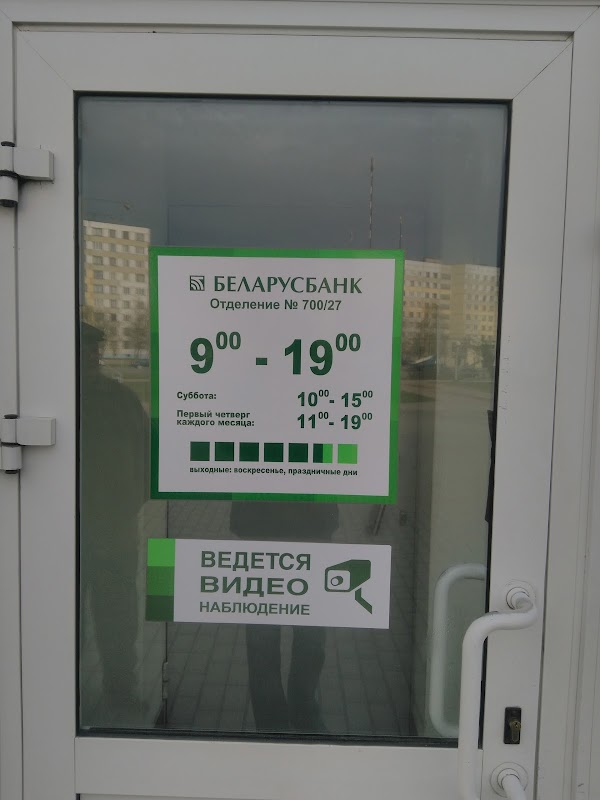 БЕЛАРУСБАНК
Отделение № 700/27
9⁰⁰ - 19⁰⁰
Суббота: 10⁰⁰- 15⁰⁰
Первый четверг
каждого месяца: 11⁰⁰- 19⁰⁰
выходные: воскресенье, праздничные дни
ВЕДЕТСЯ
ВИДЕО
НАБЛЮДЕНИЕ